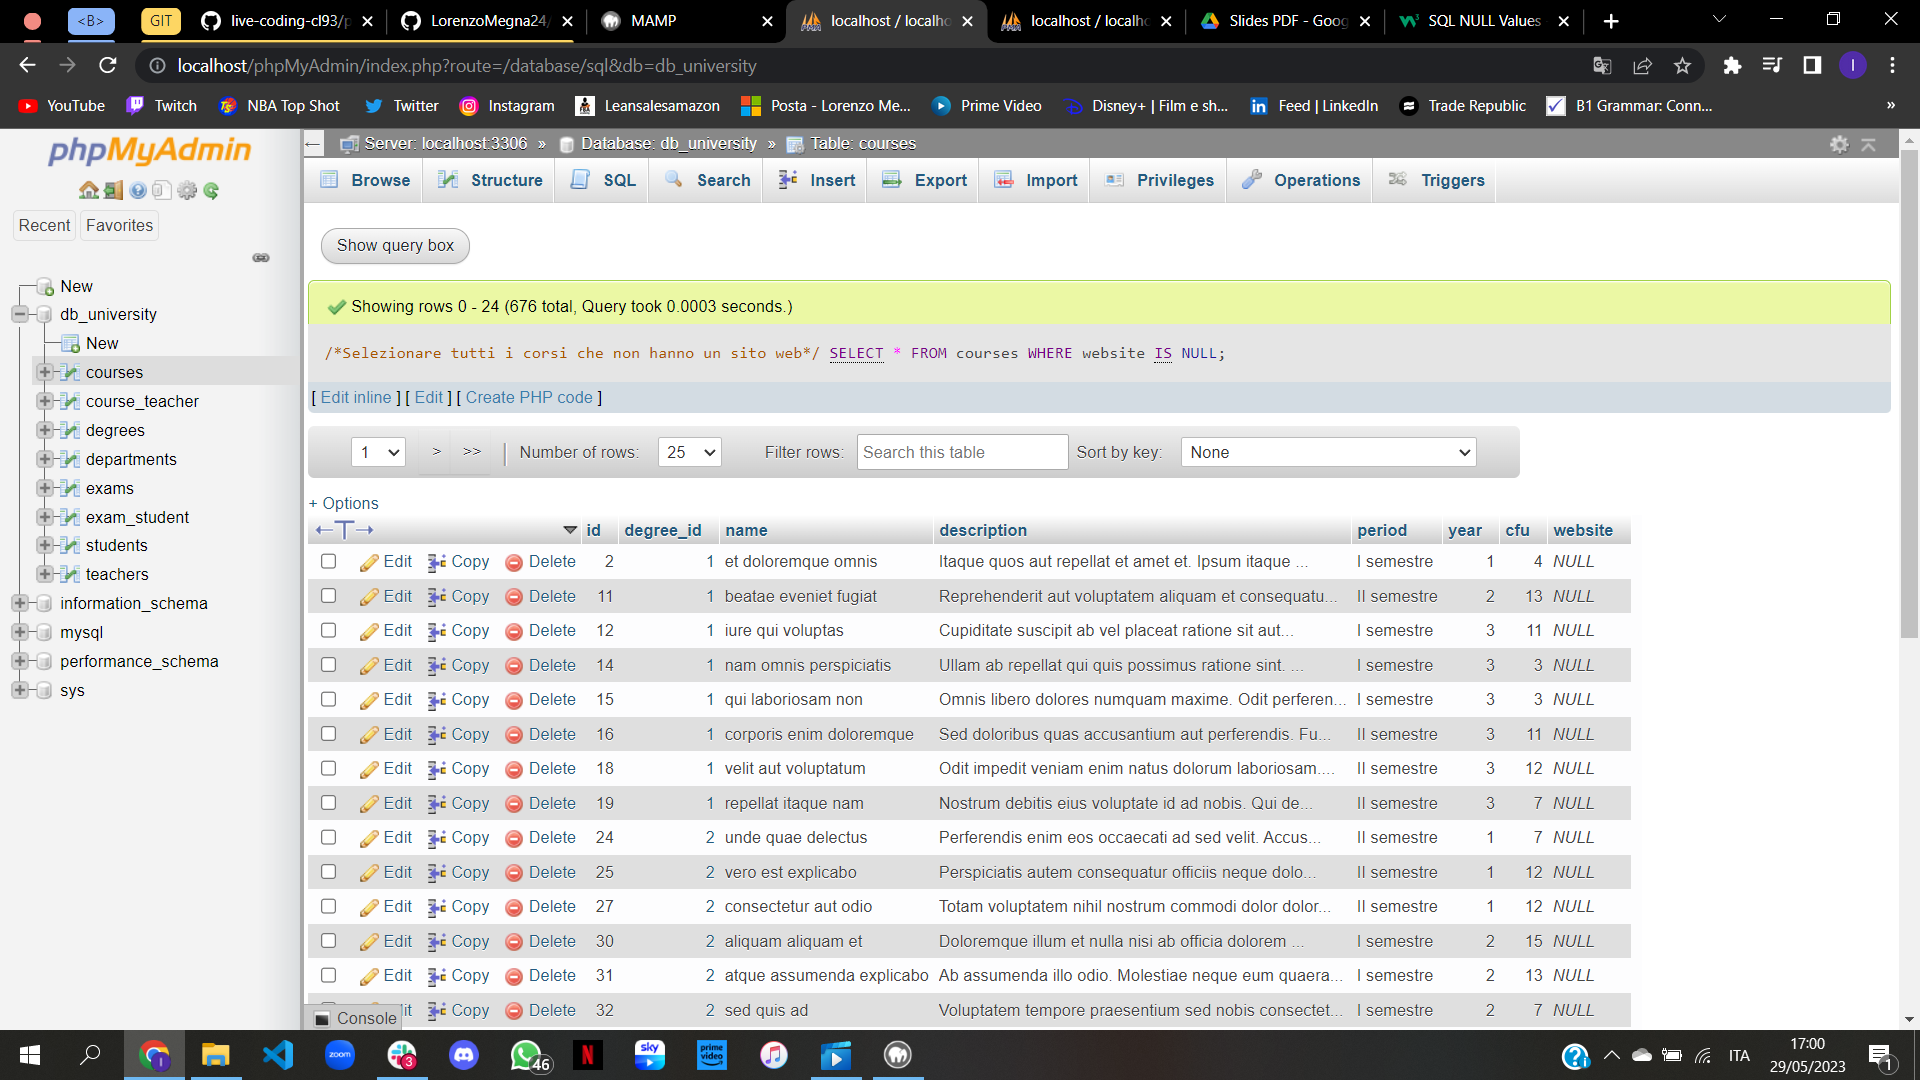 <B>
GIT
live-coding-cl93/p
LorenzoMegna24/
MAMP
localhost / localho
localhost / localho
Slides PDF - Goog
SQL NULL Values
localhost/phpMyAdmin/index.php?route=/database/sql&db=db_university
YouTube
Twitch
NBA Top Shot
Twitter
Instagram
Leansalesamazon
Posta - Lorenzo Me...
Prime Video
Disney+ | Film e sh...
Feed | LinkedIn
Trade Republic
B1 Grammar: Conn...
»
phpMyAdmin
Recent
Favorites
New
db_university
New
courses
course_teacher
degrees
departments
exams
exam_student
students
teachers
information_schema
mysql
performance_schema
sys
Server: localhost:3306 » Database: db_university » Table: courses
Browse
Structure
SQL
Search
Insert
Export
Import
Privileges
Operations
Triggers
Show query box
Showing rows 0 - 24 (676 total, Query took 0.0003 seconds.)
/*Selezionare tutti i corsi che non hanno un sito web*/ SELECT * FROM courses WHERE website IS NULL;
[ Edit inline ] [ Edit ] [ Create PHP code ]
1 > >> | Number of rows: 25 Filter rows: Search this table Sort by key: None
+ Options
id degree_id name description period year cfu website
Edit Copy Delete 2 1 et doloremque omnis Itaque quos aut repellat et amet et. Ipsum itaque ... I semestre 1 4 NULL
Edit Copy Delete 11 1 beatae eveniet fugiat Reprehenderit aut voluptatem aliquam et consequatu... II semestre 2 13 NULL
Edit Copy Delete 12 1 iure qui voluptas Cupiditate suscipit ab vel placeat ratione sit aut... I semestre 3 11 NULL
Edit Copy Delete 14 1 nam omnis perspiciatis Ullam ab repellat qui quis possimus ratione sint. ... I semestre 3 3 NULL
Edit Copy Delete 15 1 qui laboriosam non Omnis libero dolores numquam maxime. Odit perferen... I semestre 3 3 NULL
Edit Copy Delete 16 1 corporis enim doloremque Sed doloribus quas accusantium aut perferendis. Fu... II semestre 3 11 NULL
Edit Copy Delete 18 1 velit aut voluptatum Odit impedit veniam enim natus dolorum laboriosam.... II semestre 3 12 NULL
Edit Copy Delete 19 1 repellat itaque nam Nostrum debitis eius voluptate id ad nobis. Qui de... II semestre 3 7 NULL
Edit Copy Delete 24 2 unde quae delectus Perferendis enim eos occaecati ad sed velit. Accus... II semestre 1 7 NULL
Edit Copy Delete 25 2 vero est explicabo Perspiciatis autem consequatur officiis neque dolo... II semestre 1 12 NULL
Edit Copy Delete 27 2 consectetur aut odio Totam voluptatem nihil nostrum commodi dolor dolor... II semestre 1 12 NULL
Edit Copy Delete 30 2 aliquam aliquam et Doloremque illum et nulla nisi ab officia dolorem ... I semestre 2 15 NULL
Edit Copy Delete 31 2 atque assumenda explicabo Ab assumenda illo odio. Molestiae neque eum quaera... I semestre 2 13 NULL
Copy Delete 32 2 sed quis ad Voluptatem tempore praesentium sed nobis consectet... I semestre 2 7 NULL
Console
zoom
3
46
N
sky
prime video
ITA
17:00
29/05/2023
1